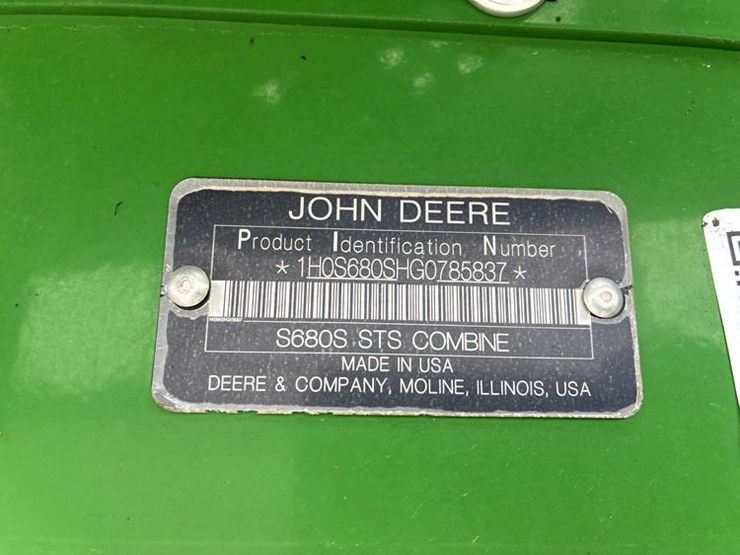 JOHN DEERE
Product Identification Number
*1H0S680SHG0785837*
S680S STS COMBINE
MADE IN USA
DEERE & COMPANY, MOLINE, ILLINOIS, USA